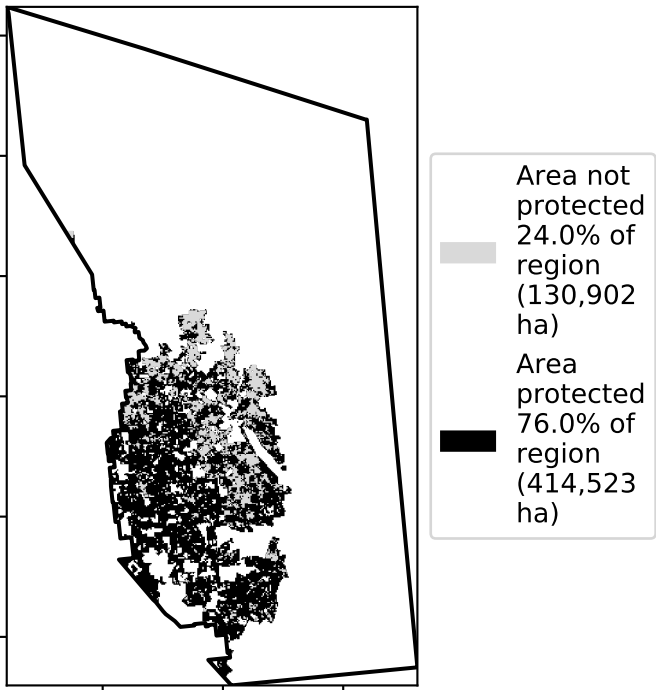 Area not
protected
24.0% of
region
(130,902
ha)
Area
protected
76.0% of
region
(414,523
ha)